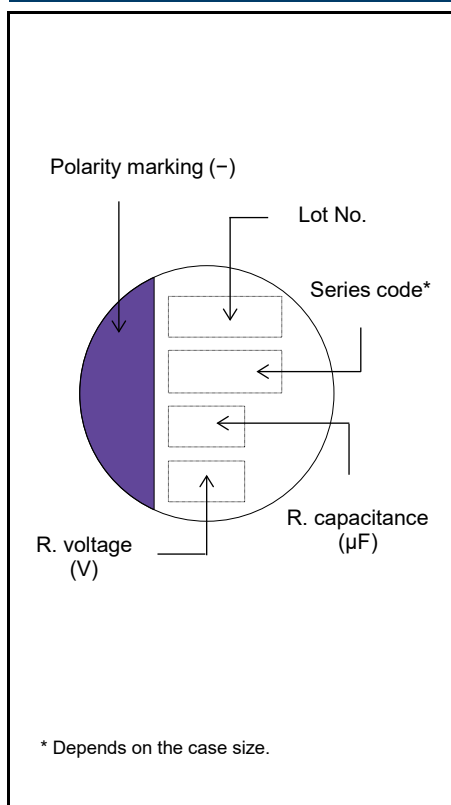 Polarity marking (−)
Lot No.
Series code*
R. capacitance
(µF)
R. voltage
(V)
* Depends on the case size.